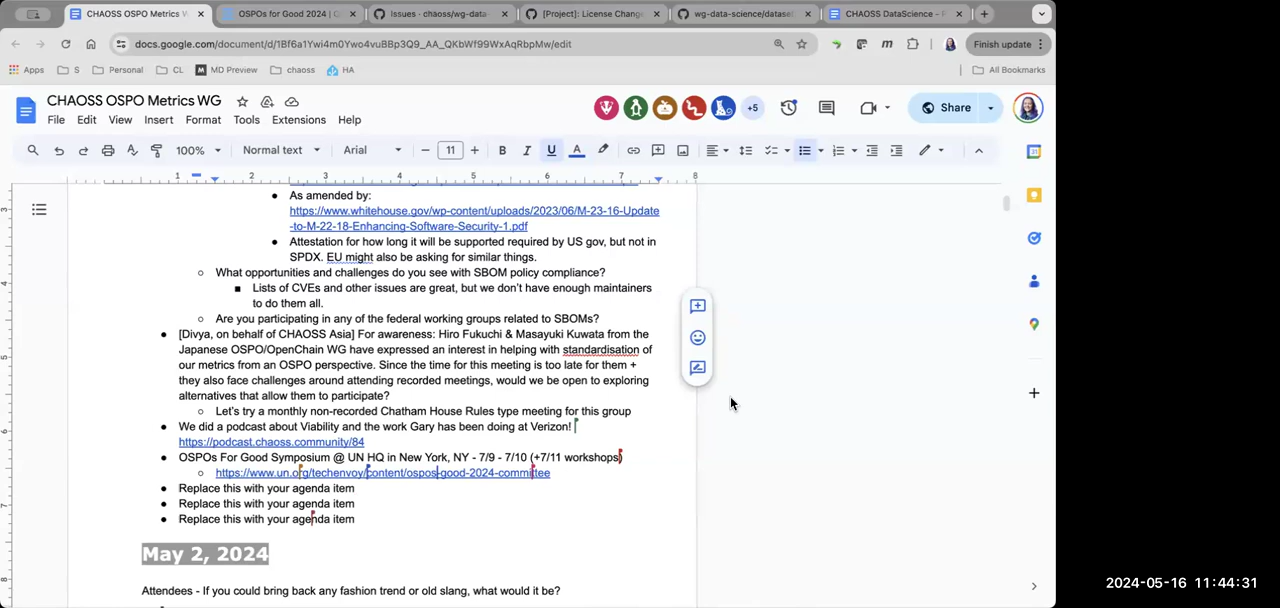 CHAOSS OSPO Metrics W
OSPOs for Good 2024 | C
Issues · chaoss/wg-data
[Project]: License Chang
wg-data-science/datase
CHAOSS DataScience - F
docs.google.com/document/d/1Bf6a1Ywi4m0Ywo4vuBBp3Q9_AA_QKbWf99WxAqRbpMw/edit
Finish update
Apps
S
Personal
CL
MD Preview
chaoss
HA
All Bookmarks
CHAOSS OSPO Metrics WG
+5
Share
File Edit View Insert Format Tools Extensions Help
100% Normal text Arial 11 B I U A
1 2 3 4 5 6 7 8
As amended by:
https://www.whitehouse.gov/wp-content/uploads/2023/06/M-23-16-Update
-to-M-22-18-Enhancing-Software-Security-1.pdf
Attestation for how long it will be supported required by US gov, but not in
SPDX. EU might also be asking for similar things.
What opportunities and challenges do you see with SBOM policy compliance?
Lists of CVEs and other issues are great, but we don't have enough maintainers
to do them all.
Are you participating in any of the federal working groups related to SBOMs?
[Divya, on behalf of CHAOSS Asia] For awareness: Hiro Fukuchi & Masayuki Kuwata from the
Japanese OSPO/OpenChain WG have expressed an interest in helping with standardisation of
our metrics from an OSPO perspective. Since the time for this meeting is too late for them +
they also face challenges around attending recorded meetings, would we be open to exploring
alternatives that allow them to participate?
Let's try a monthly non-recorded Chatham House Rules type meeting for this group
We did a podcast about Viability and the work Gary has been doing at Verizon!
https://podcast.chaoss.community/84
OSPOs For Good Symposium @ UN HQ in New York, NY - 7/9 - 7/10 (+7/11 workshops)
https://www.un.org/techenvoy/content/ospos-good-2024-committee
Replace this with your agenda item
Replace this with your agenda item
Replace this with your agenda item
May 2, 2024
Attendees - If you could bring back any fashion trend or old slang, what would it be?
3
4
5
6
7
8
2024-05-16 11:44:31